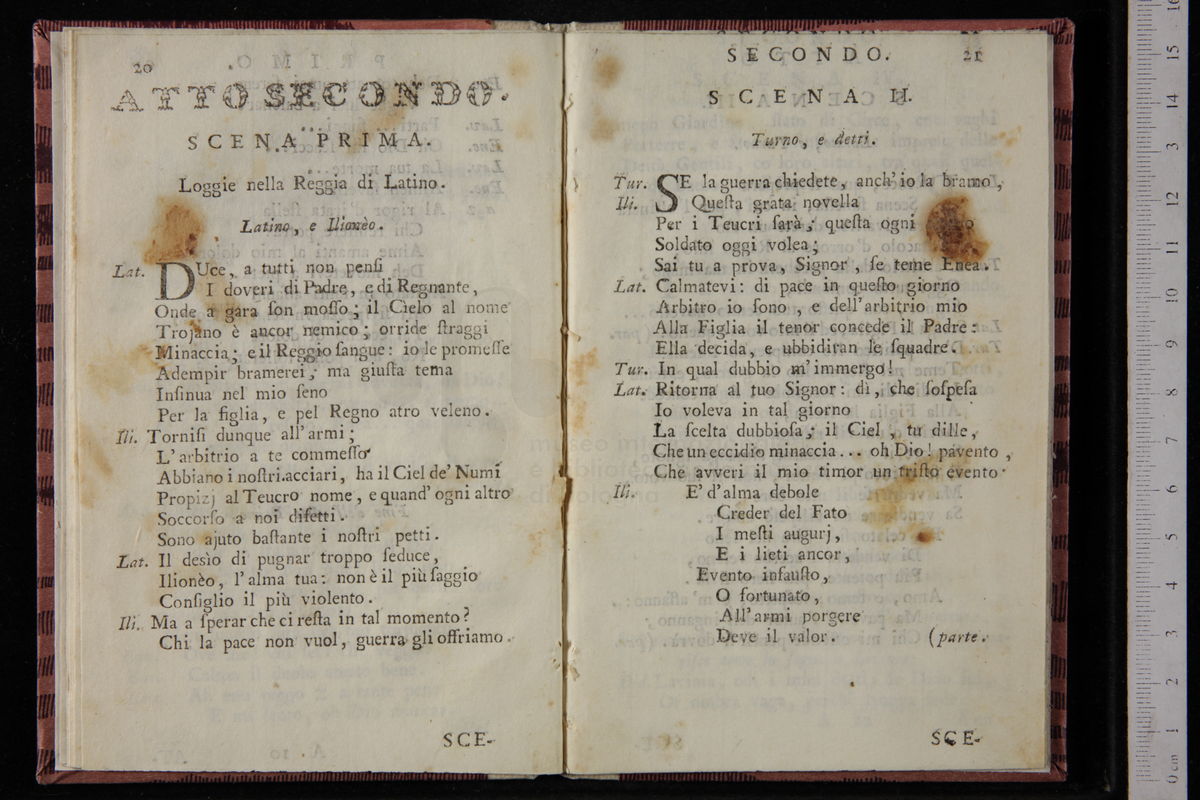 20
ATTO SECONDO.
SCENA PRIMA.
Loggie nella Reggia di Latino.
Latino, e Ilionèo.
Lat. DUce, a tutti non pensi
I doveri di Padre, e di Regnante,
Onde a gara son mosso; il Cielo al nome
Trojano è ancor nemico; orride straggi
Minaccia; e il Reggio sangue: io le promesse
Adempir bramerei; ma giusta tema
Insinua nel mio seno
Per la figlia, e pel Regno atro veleno.
Ili. Tornisi dunque all'armi;
L'arbitrio a te commesso
Abbiano i nostri acciari, ha il Ciel de' Numi
Propizj al Teucro nome, e quand' ogni altro
Soccorso a noi disetti.
Sono ajuto bastante i nostri petti.
Lat. Il desìo di pugnar troppo seduce,
Ilionèo, l'alma tua: non è il più saggio
Consiglio il più violento.
Ili. Ma a sperar che ci resta in tal momento?
Chi la pace non vuol, guerra gli offriamo.
SCE-
SECONDO. 21
SCENA II.
Turno, e detti.
Tur. SE la guerra chiedete, anch' io la bramo,
Ili. Questa grata novella
Per i Teucri sarà; questa ogni
Soldato oggi volea;
Sai tu a prova, Signor, se teme Enea.
Lat. Calmatevi: di pace in questo giorno
Arbitro io sono, e dell'arbitrio mio
Alla Figlia il tenor concede il Padre:
Ella decida, e ubbidiran le squadre.
Tur. In qual dubbio m'immergo!
Lat. Ritorna al tuo Signor: dì, che sospesa
Io voleva in tal giorno
La scelta dubbiosa; il Ciel, tu dille,
Che un eccidio minaccia... oh Dio! pavento,
Che avveri il mio timor un tristo evento.
Ili. E' d'alma debole
Creder del Fato
I mesti augurj,
E i lieti ancor,
Evento infausto,
O fortunato,
All'armi porgere
Deve il valor. (parte.
SCE-